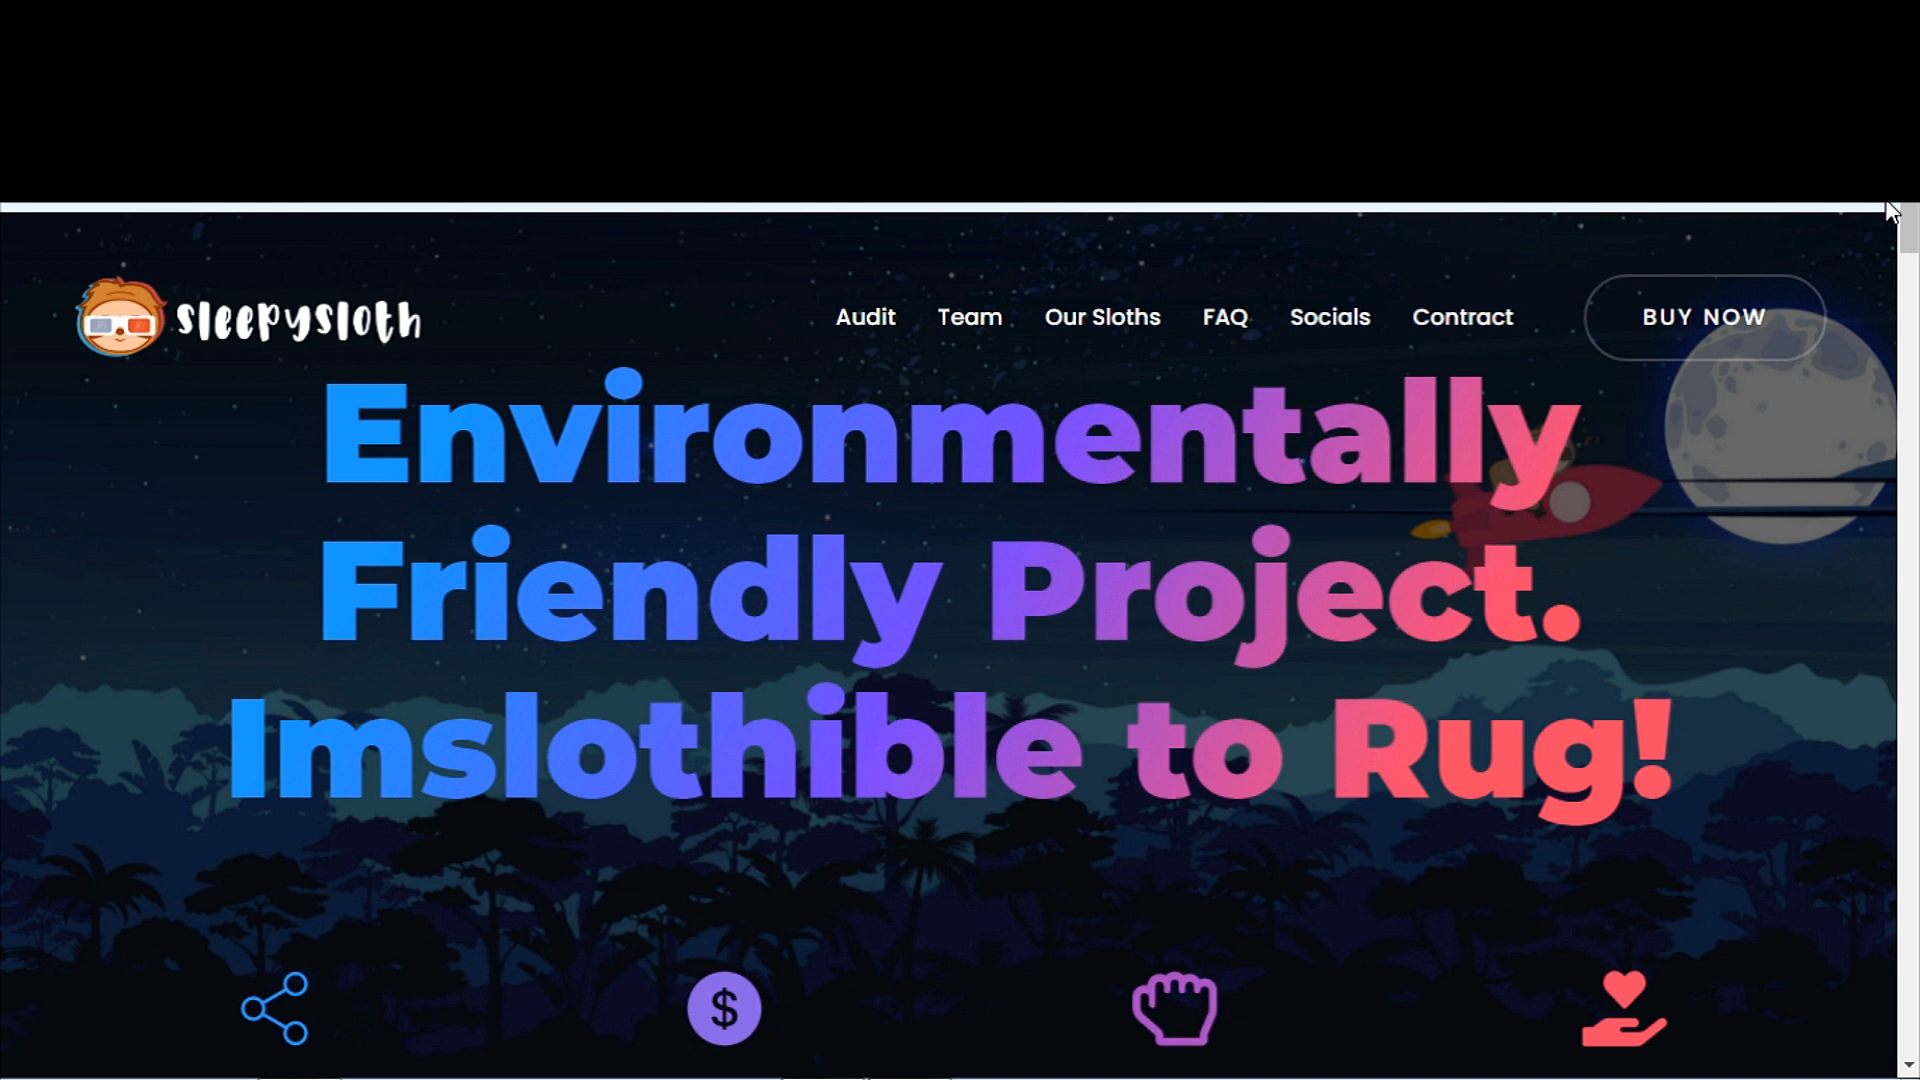 sleepysloth
Audit Team Our Sloths FAQ Socials Contract BUY NOW
Environmentally
Friendly Project.
Imslothible to Rug!
$